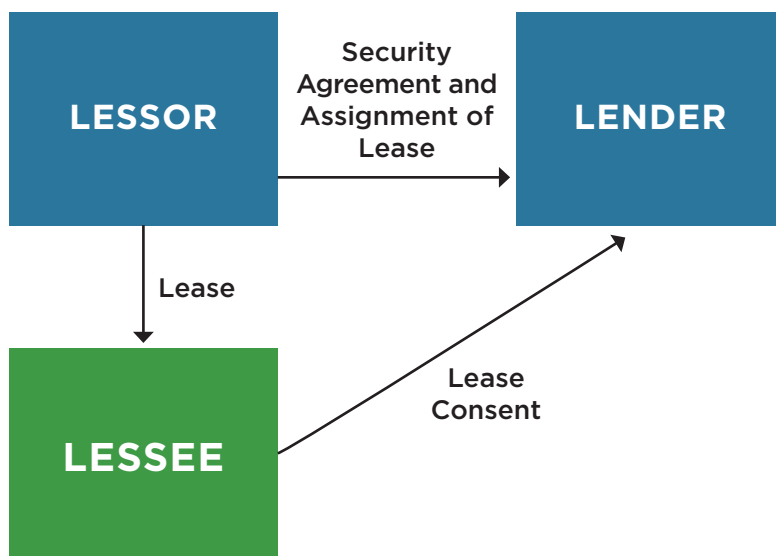 LESSOR
Security
Agreement and
Assignment of
Lease
LENDER
Lease
LESSEE
Lease
Consent